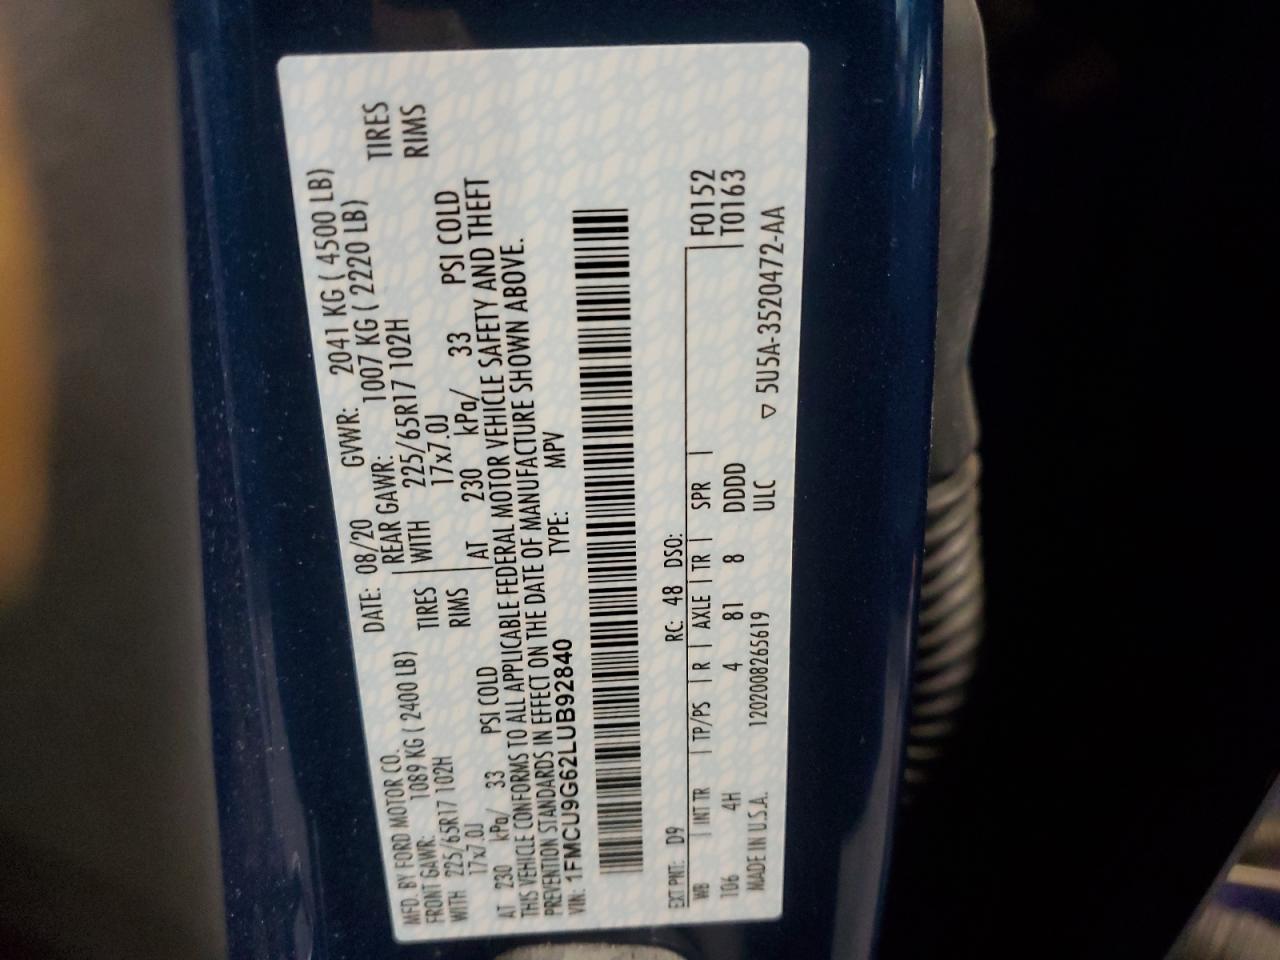 MFD. BY FORD MOTOR CO.
DATE: 08/20 GVWR: 2041 KG ( 4500 LB)
FRONT GAWR: 1089 KG ( 2400 LB) REAR GAWR: 1007 KG ( 2220 LB)
WITH 225/65R17 102H TIRES WITH 225/65R17 102H TIRES
17x7.0J RIMS 17x7.0J RIMS
AT 230 kPa/ 33 PSI COLD AT 230 kPa/ 33 PSI COLD
THIS VEHICLE CONFORMS TO ALL APPLICABLE FEDERAL MOTOR VEHICLE SAFETY AND THEFT
PREVENTION STANDARDS IN EFFECT ON THE DATE OF MANUFACTURE SHOWN ABOVE.
VIN: 1FMCU9G62LUB92840 TYPE: MPV
EXT PNT: D9 RC: 48 DSO:
WB | INT TR | TP/PS | R | AXLE | TR | SPR | F0152
106 4H 4 81 8 DDDD T0163
MADE IN U.S.A. 1202008265619 ULC ▽ 5U5A-3520472-AA